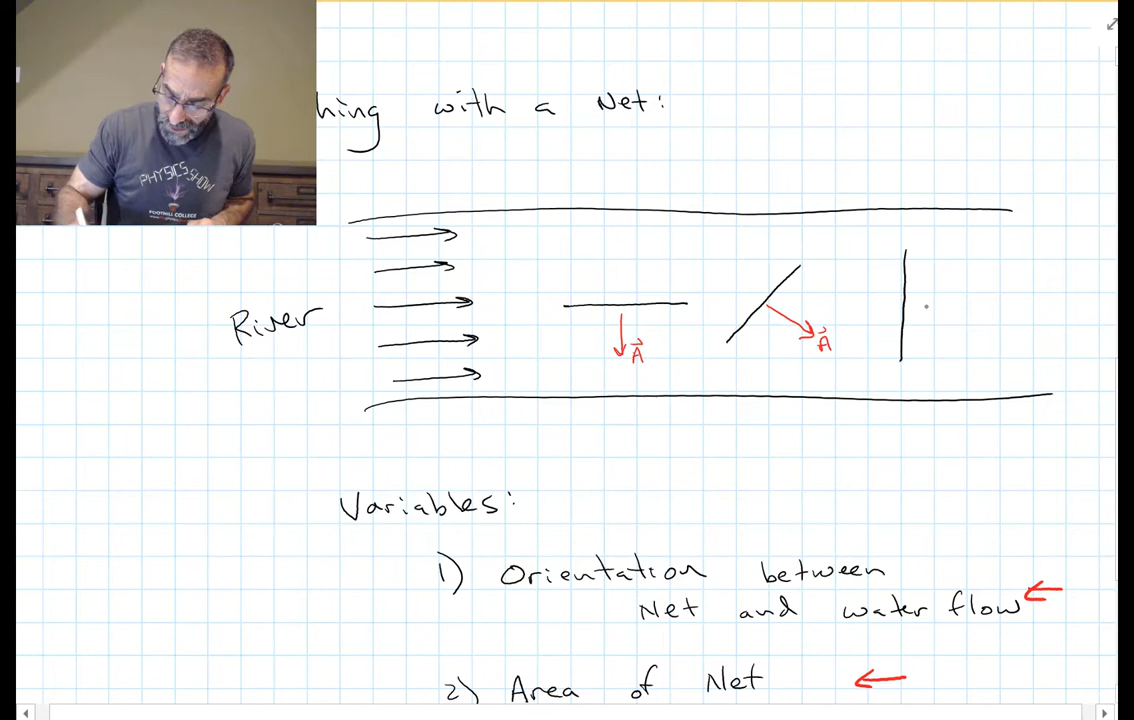 hing with a Net:
PHYSICS SHOW
FOOTHILL COLLEGE
River
A
A
Variables:
1) Orientation between
Net and water flow
2) Area of Net